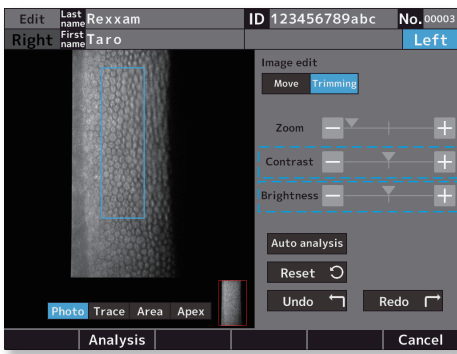 Edit Last name Rexxam ID 123456789abc No. 00003
Right First name Taro Left
Image edit
Move Trimming
Zoom
Contrast
Brightness
Auto analysis
Reset
Undo Redo
Photo Trace Area Apex
Analysis Cancel